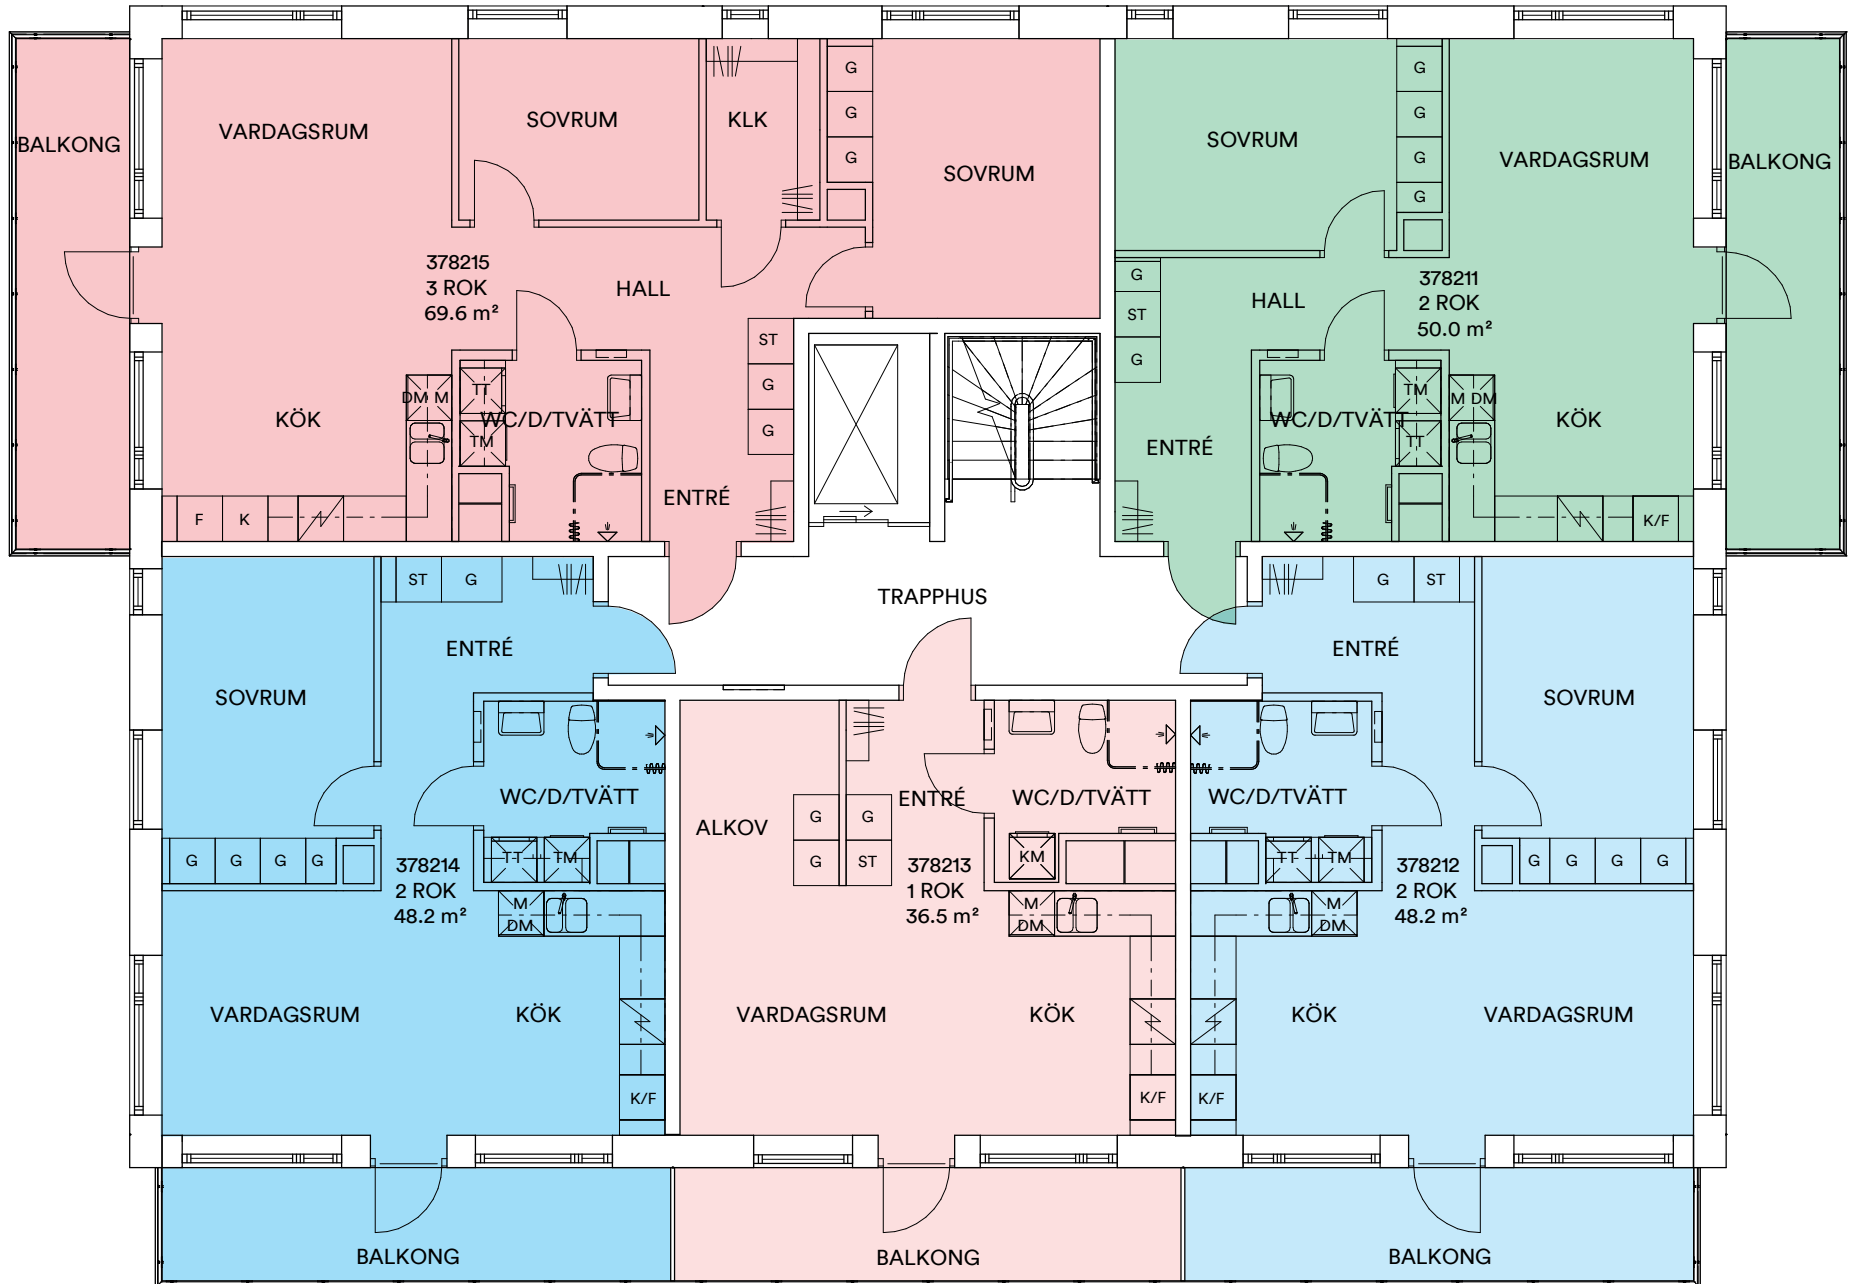 BALKONG
VARDAGSRUM
SOVRUM
KLK
G
G
G
SOVRUM
378215
3 ROK
69.6 m²
HALL
ST
G
G
KÖK
DM M
TT
WC/D/TVÄTT
TM
ENTRÉ
F
K
SOVRUM
G
G
G
G
VARDAGSRUM
BALKONG
G
ST
G
HALL
378211
2 ROK
50.0 m²
ENTRÉ
WC/D/TVÄTT
TM
TT
M DM
KÖK
K/F
TRAPPHUS
ST
G
ENTRÉ
SOVRUM
WC/D/TVÄTT
G
G
G
G
378214
2 ROK
48.2 m²
TT
TM
M
DM
VARDAGSRUM
KÖK
K/F
BALKONG
ALKOV
ENTRÉ
WC/D/TVÄTT
G
G
G
ST
378213
1 ROK
36.5 m²
KM
M
DM
VARDAGSRUM
KÖK
K/F
BALKONG
G
ST
ENTRÉ
SOVRUM
WC/D/TVÄTT
TT
TM
378212
2 ROK
48.2 m²
G
G
G
G
M
DM
KÖK
VARDAGSRUM
K/F
BALKONG